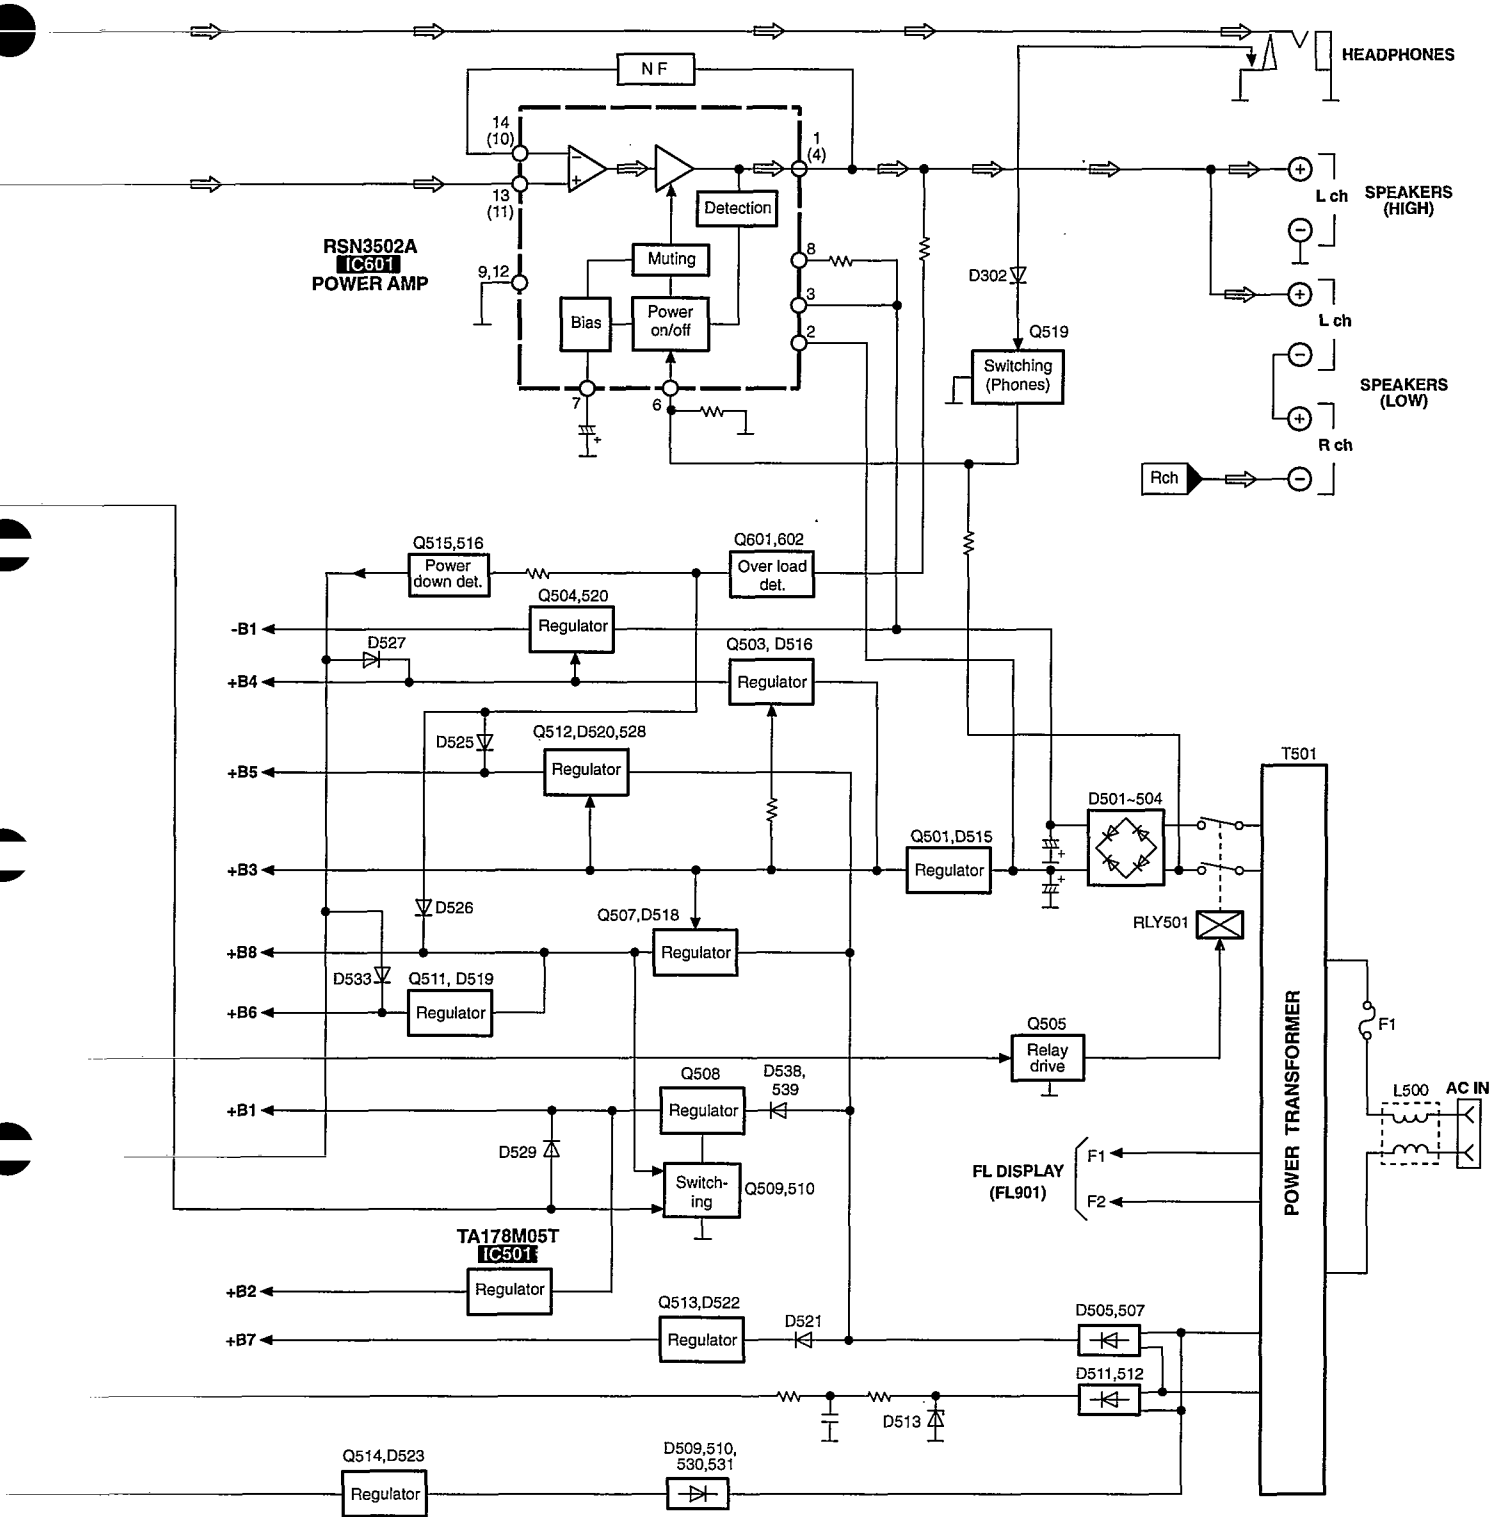 HEADPHONES
N F
14
(10)
1
(4)
13
(11)
Detection
L ch
SPEAKERS
(HIGH)
RSN3502A
IC601
POWER AMP
Muting
8
9,12
D302
3
Bias
Power
on/off
2
L ch
Q519
Switching
(Phones)
SPEAKERS
(LOW)
7
6
+
R ch
Rch
Q515,516
Power
down det.
Q601,602
Over load
det.
Q504,520
Regulator
-B1
D527
Q503, D516
Regulator
+B4
D525
Q512,D520,528
Regulator
+B5
T501
D501~504
Q501,D515
Regulator
+
+
+B3
D526
Q507,D518
Regulator
RLY501
+B8
D533
Q511, D519
Regulator
+B6
POWER TRANSFORMER
F1
Q505
Relay
drive
Q508
Regulator
D538,
539
L500
AC IN
+B1
D529
Switch-
ing
Q509,510
FL DISPLAY
(FL901)
F1
F2
TA178M05T
IC501
Regulator
+B2
Q513,D522
Regulator
D521
D505,507
+B7
D511,512
D513
Q514,D523
Regulator
D509,510,
530,531